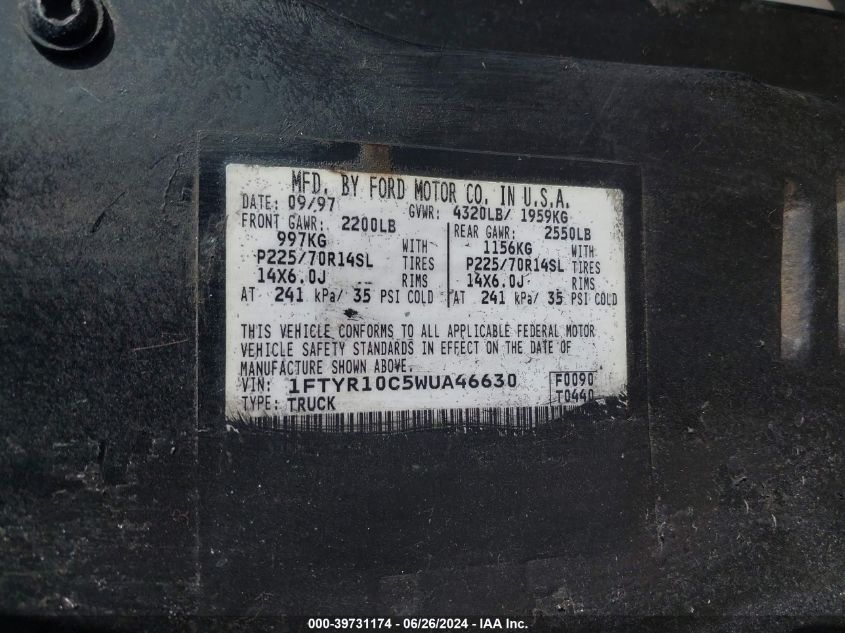 MFD. BY FORD MOTOR CO. IN U.S.A.
DATE: 09/97 GVWR: 4320LB/ 1959KG
FRONT GAWR: 2200LB REAR GAWR: 2550LB
997KG WITH 1156KG WITH
P225/70R14SL TIRES P225/70R14SL TIRES
14X6.0J RIMS 14X6.0J RIMS
AT 241 kPa/ 35 PSI COLD AT 241 kPa/ 35 PSI COLD
THIS VEHICLE CONFORMS TO ALL APPLICABLE FEDERAL MOTOR
VEHICLE SAFETY STANDARDS IN EFFECT ON THE DATE OF
MANUFACTURE SHOWN ABOVE.
VIN: 1FTYR10C5WUA46630 F0090
TYPE: TRUCK T0440
000-39731174 - 06/26/2024 - IAA Inc.